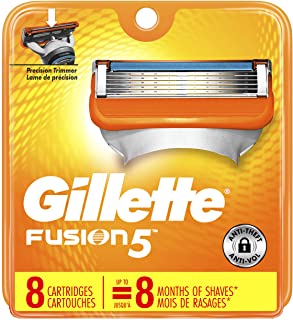 Precision Trimmer
Lame de précision
Gillette®
FUSION5™
ANTI-THEFT
ANTI-VOL
8 CARTRIDGES
CARTOUCHES
UP TO
JUSQU'À
= 8 MONTHS OF SHAVES*
MOIS DE RASAGES*